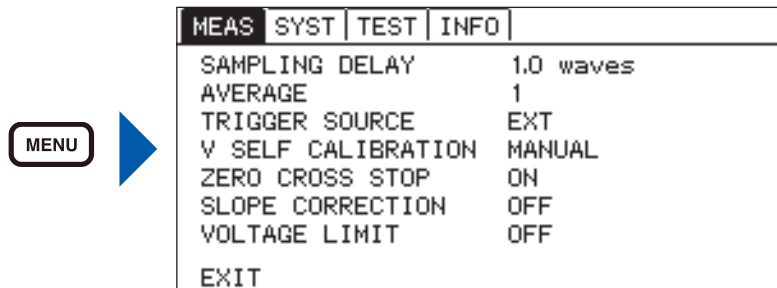 MEAS SYST TEST INFO
MENU
SAMPLING DELAY 1.0 waves
AVERAGE 1
TRIGGER SOURCE EXT
V SELF CALIBRATION MANUAL
ZERO CROSS STOP ON
SLOPE CORRECTION OFF
VOLTAGE LIMIT OFF
EXIT